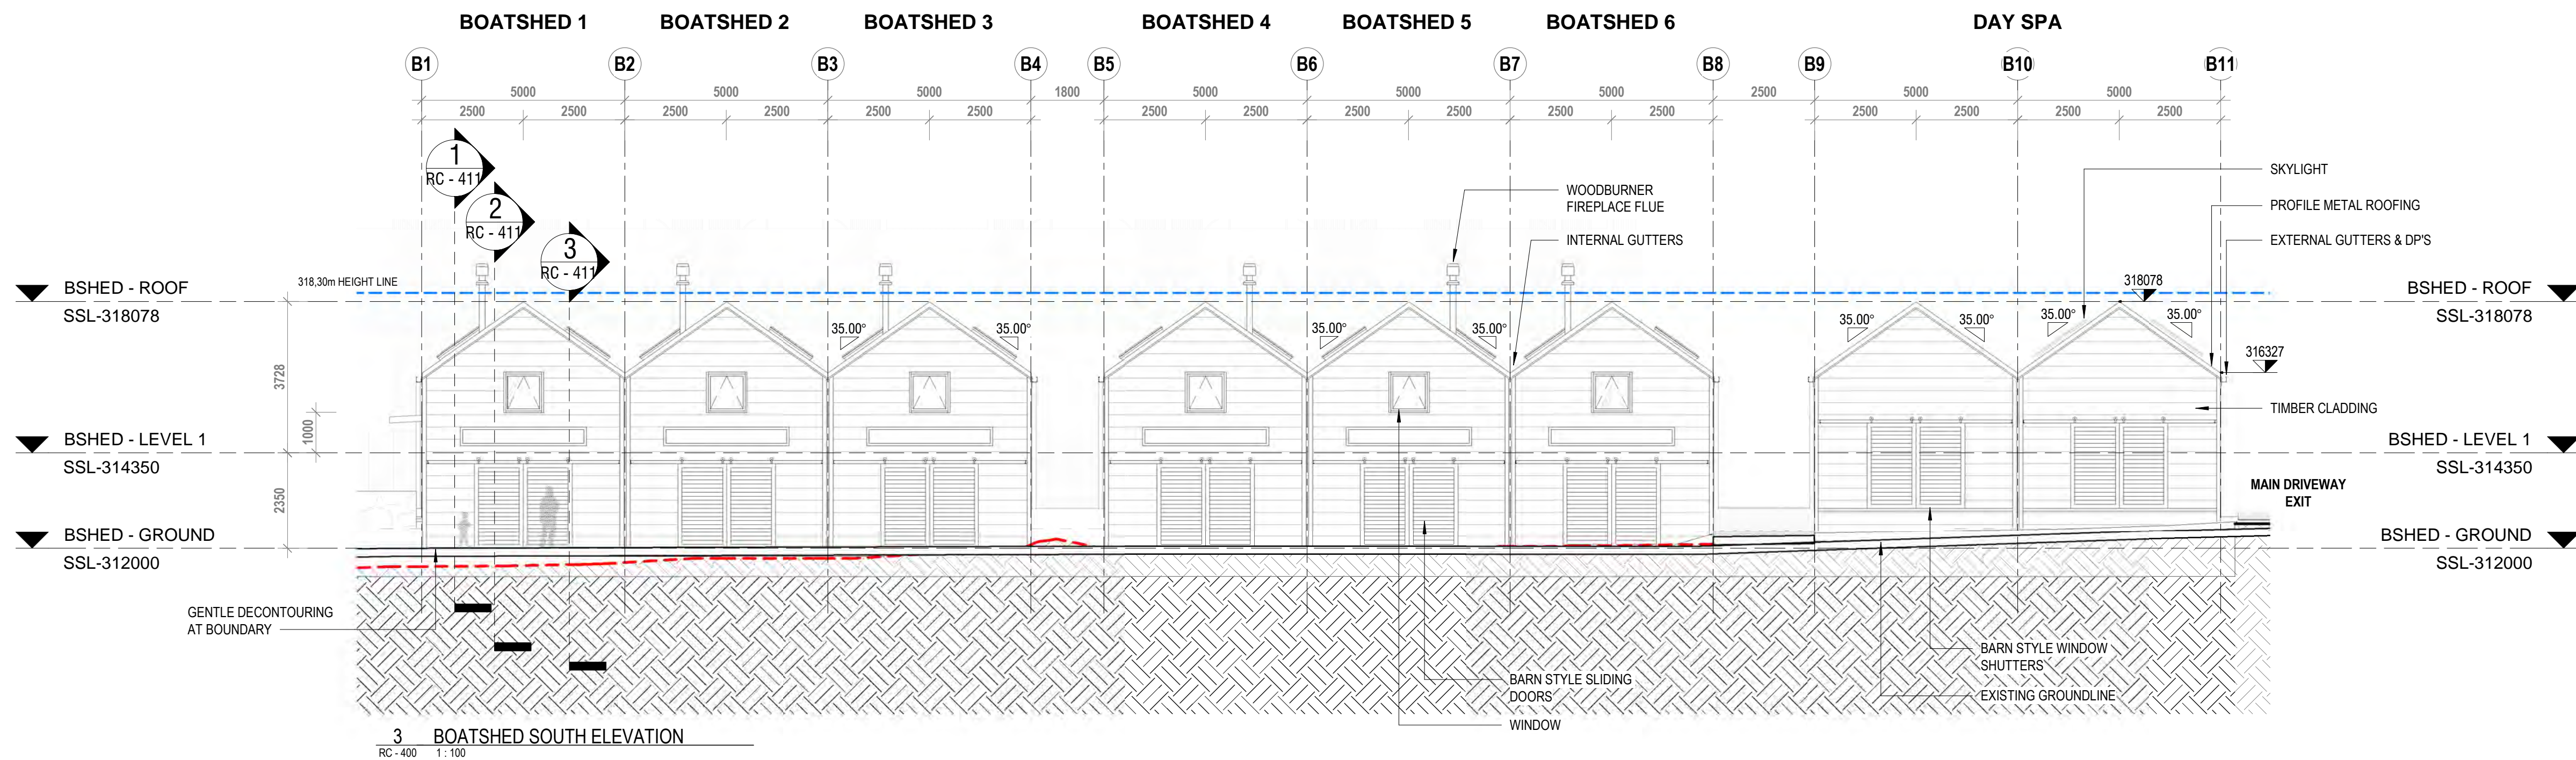 BOATSHED 1 BOATSHED 2 BOATSHED 3 BOATSHED 4 BOATSHED 5 BOATSHED 6 DAY SPA
B1 B2 B3 B4 B5 B6 B7 B8 B9 B10 B11
5000 5000 5000 1800 5000 5000 5000 2500 5000 5000
2500 2500 2500 2500 2500 2500 2500 2500 2500 2500 2500 2500 2500 2500 2500 2500
1
RC - 411
2
RC - 411
3
RC - 411
WOODBURNER
FIREPLACE FLUE
INTERNAL GUTTERS
SKYLIGHT
PROFILE METAL ROOFING
EXTERNAL GUTTERS & DP'S
318,30m HEIGHT LINE
318078
BSHED - ROOF
SSL-318078
BSHED - ROOF
SSL-318078
35.00° 35.00° 35.00° 35.00° 35.00° 35.00° 35.00° 35.00°
316327
3728
1000
2350
TIMBER CLADDING
BSHED - LEVEL 1
SSL-314350
BSHED - LEVEL 1
SSL-314350
MAIN DRIVEWAY
EXIT
BSHED - GROUND
SSL-312000
BSHED - GROUND
SSL-312000
GENTLE DECONTOURING
AT BOUNDARY
BARN STYLE WINDOW
SHUTTERS
BARN STYLE SLIDING
DOORS
EXISTING GROUNDLINE
WINDOW
3 BOATSHED SOUTH ELEVATION
RC - 400 1 : 100